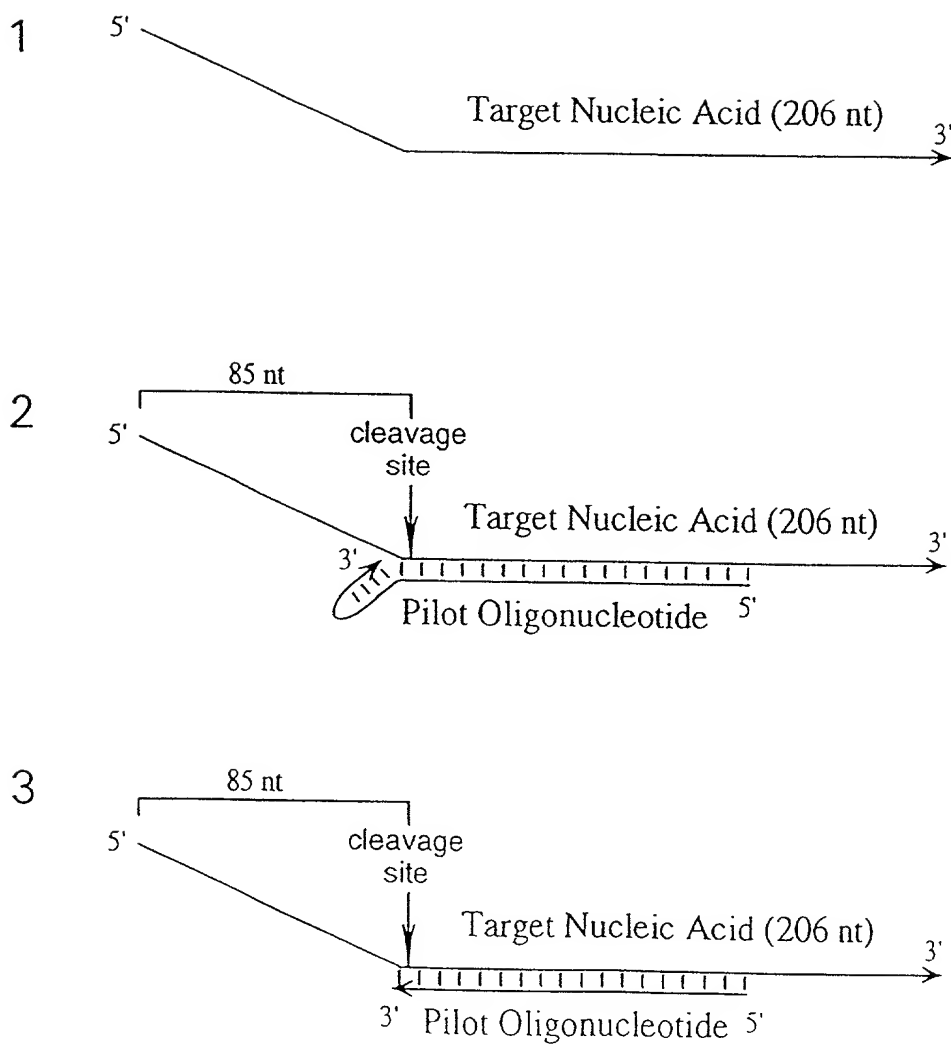 1
5'
Target Nucleic Acid (206 nt)
3'
2
85 nt
5'
cleavage
site
Target Nucleic Acid (206 nt)
3'
3'
Pilot Oligonucleotide
5'
3
85 nt
5'
cleavage
site
Target Nucleic Acid (206 nt)
3'
3'
Pilot Oligonucleotide
5'